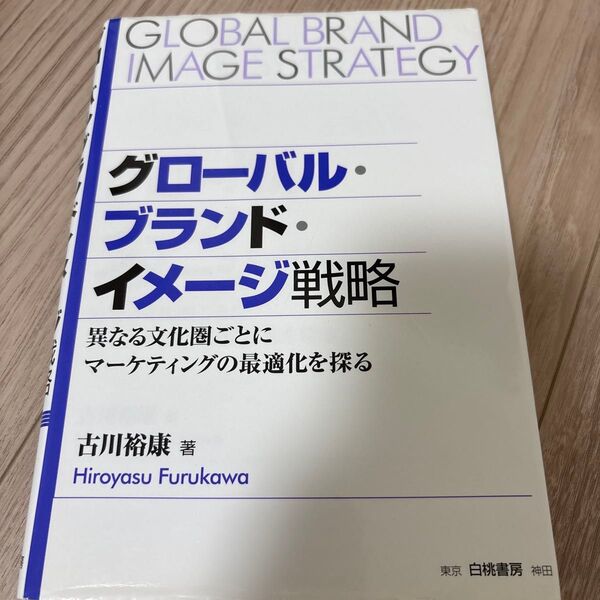 GLOBAL BRAND
IMAGE STRATEGY
グローバル・
ブランド・
イメージ戦略
異なる文化圏ごとに
マーケティングの最適化を探る
古川裕康 著
Hiroyasu Furukawa
東京 白桃書房 神田